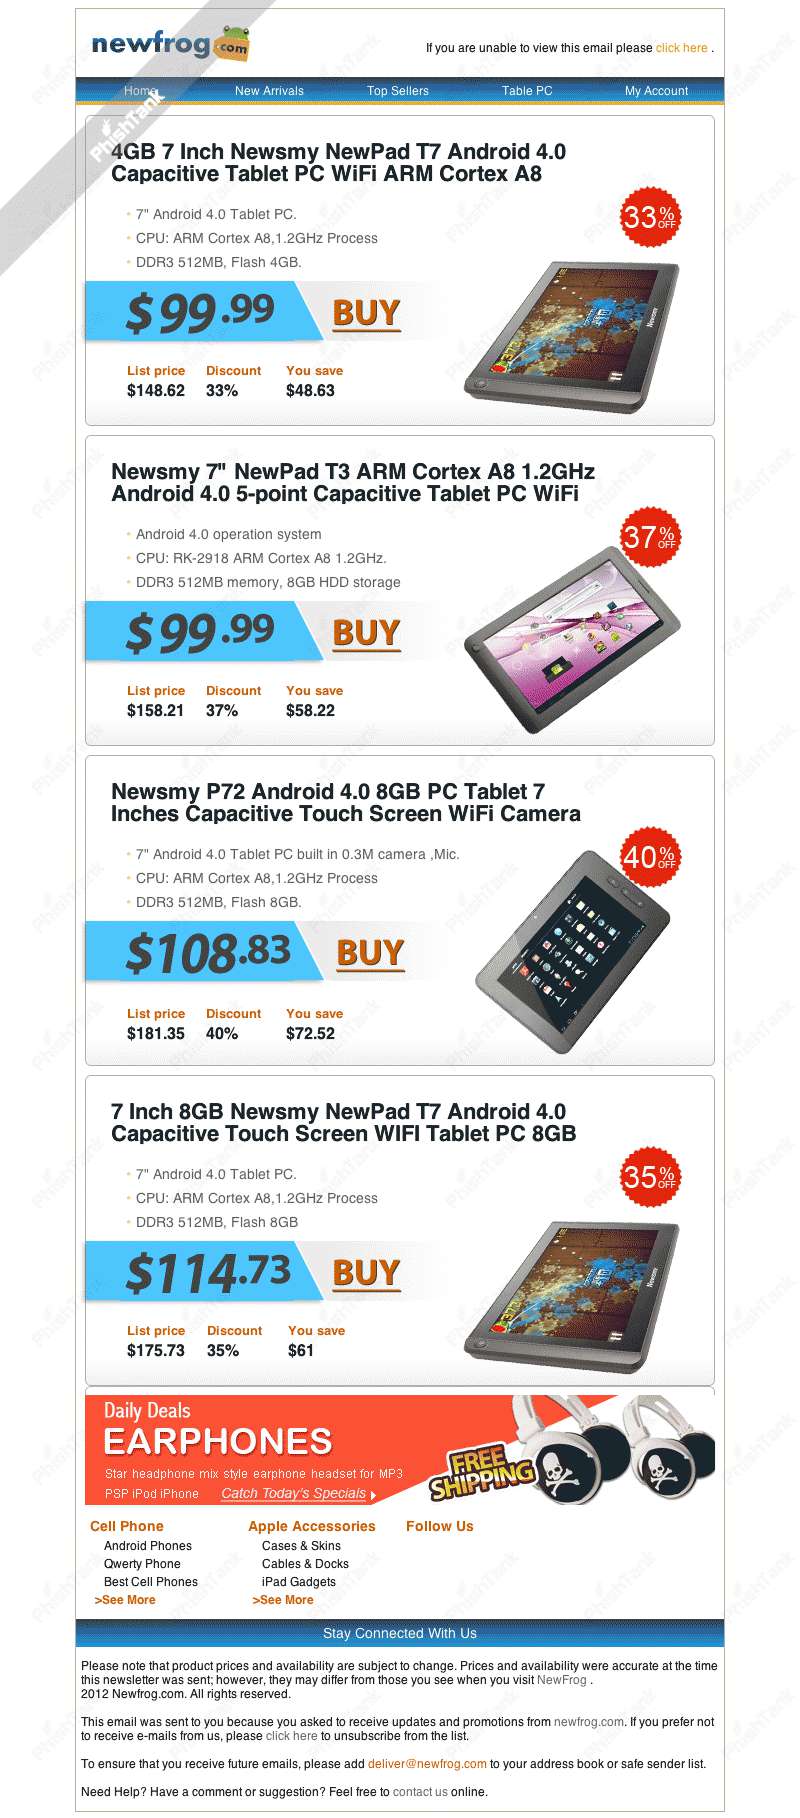 newfrog.com
If you are unable to view this email please click here .
Home New Arrivals Top Sellers Table PC My Account
PhishTank
4GB 7 Inch Newsmy NewPad T7 Android 4.0
Capacitive Tablet PC WiFi ARM Cortex A8
33% OFF
• 7" Android 4.0 Tablet PC.
• CPU: ARM Cortex A8,1.2GHz Process
• DDR3 512MB, Flash 4GB.
$99.99 BUY
List price Discount You save
$148.62 33% $48.63
Newsmy
Newsmy 7" NewPad T3 ARM Cortex A8 1.2GHz
Android 4.0 5-point Capacitive Tablet PC WiFi
37% OFF
• Android 4.0 operation system
• CPU: RK-2918 ARM Cortex A8 1.2GHz.
• DDR3 512MB memory, 8GB HDD storage
$99.99 BUY
List price Discount You save
$158.21 37% $58.22
Newsmy P72 Android 4.0 8GB PC Tablet 7
Inches Capacitive Touch Screen WiFi Camera
40% OFF
• 7" Android 4.0 Tablet PC built in 0.3M camera ,Mic.
• CPU: ARM Cortex A8,1.2GHz Process
• DDR3 512MB, Flash 8GB.
$108.83 BUY
List price Discount You save
$181.35 40% $72.52
7 Inch 8GB Newsmy NewPad T7 Android 4.0
Capacitive Touch Screen WIFI Tablet PC 8GB
35% OFF
• 7" Android 4.0 Tablet PC.
• CPU: ARM Cortex A8,1.2GHz Process
• DDR3 512MB, Flash 8GB
$114.73 BUY
List price Discount You save
$175.73 35% $61
Newsmy
Daily Deals
EARPHONES
FREE SHIPPING
Star headphone mix style earphone headset for MP3
PSP iPod iPhone Catch Today's Specials
Cell Phone Apple Accessories Follow Us
Android Phones Cases & Skins
Qwerty Phone Cables & Docks
Best Cell Phones iPad Gadgets
>See More >See More
Stay Connected With Us
Please note that product prices and availability are subject to change. Prices and availability were accurate at the time
this newsletter was sent; however, they may differ from those you see when you visit NewFrog .
2012 Newfrog.com. All rights reserved.
This email was sent to you because you asked to receive updates and promotions from newfrog.com. If you prefer not
to receive e-mails from us, please click here to unsubscribe from the list.
To ensure that you receive future emails, please add deliver@newfrog.com to your address book or safe sender list.
Need Help? Have a comment or suggestion? Feel free to contact us online.